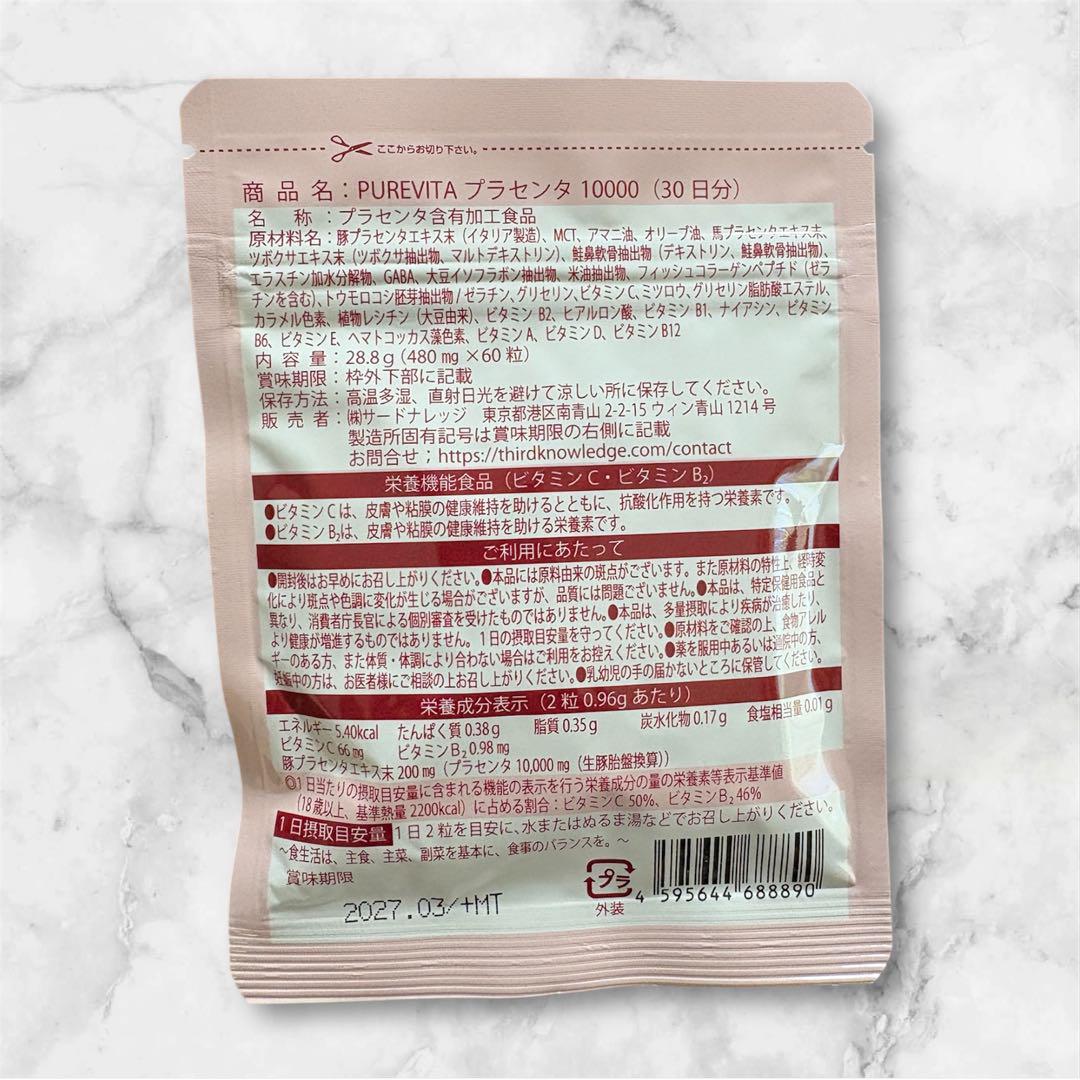 ここからお切り下さい。
商品名：PUREVITA プラセンタ 10000（30日分）
名称：プラセンタ含有加工食品
原材料名：豚プラセンタエキス末（イタリア製造）、MCT、アマニ油、オリーブ油、馬プラセンタエキス末、
ツボクサエキス末（ツボクサ抽出物、マルトデキストリン）、鮭鼻軟骨抽出物（デキストリン、鮭鼻軟骨抽出物）、
エラスチン加水分解物、GABA、大豆イソフラボン抽出物、米油抽出物、フィッシュコラーゲンペプチド（ゼラ
チンを含む）、トウモロコシ胚芽抽出物/ゼラチン、グリセリン、ビタミンC、ミツロウ、グリセリン脂肪酸エステル、
カラメル色素、植物レシチン（大豆由来）、ビタミン B2、ヒアルロン酸、ビタミン B1、ナイアシン、ビタミン
B6、ビタミンE、ヘマトコッカス藻色素、ビタミン A、ビタミン D、ビタミン B12
内容量：28.8g（480mg×60粒）
賞味期限：枠外下部に記載
保存方法：高温多湿、直射日光を避けて涼しい所に保存してください。
販売者：㈱サードナレッジ 東京都港区南青山 2-2-15 ウィン青山 1214号
製造所固有記号は賞味期限の右側に記載
お問合せ；https://thirdknowledge.com/contact
栄養機能食品（ビタミンC・ビタミンB₂）
●ビタミンCは、皮膚や粘膜の健康維持を助けるとともに、抗酸化作用を持つ栄養素です。
●ビタミンB₂は、皮膚や粘膜の健康維持を助ける栄養素です。
ご利用にあたって
●開封後はお早めにお召し上がりください。●本品には原料由来の斑点がございます。また原材料の特性上、経時変
化により斑点や色調に変化が生じる場合がございますが、品質には問題ございません。●本品は、特定保健用食品と
異なり、消費者庁長官による個別審査を受けたものではありません。●本品は、多量摂取により疾病が治癒したり、
より健康が増進するものではありません。1日の摂取目安量を守ってください。●原材料をご確認の上、食物アレル
ギーのある方、また体質・体調により合わない場合はご利用をお控えください。●薬を服用中あるいは通院中の方、
妊娠中の方は、お医者様にご相談の上お召し上がりください。●乳幼児の手の届かないところに保管してください。
栄養成分表示（2粒 0.96gあたり）
エネルギー 5.40kcal たんぱく質 0.38g 脂質 0.35g 炭水化物 0.17g 食塩相当量 0.01g
ビタミンC 66mg ビタミンB₂ 0.98mg
豚プラセンタエキス末 200mg（プラセンタ 10,000mg（生豚胎盤換算））
◎1日当たりの摂取目安量に含まれる機能の表示を行う栄養成分の量の栄養素等表示基準値
（18歳以上、基準熱量 2200kcal）に占める割合：ビタミンC 50%、ビタミンB₂ 46%
1日摂取目安量 1日2粒を目安に、水またはぬるま湯などでお召し上がりください。
～食生活は、主食、主菜、副菜を基本に、食事のバランスを。～
賞味期限
2027.03/+MT
プラ
外装
4 595644 688890